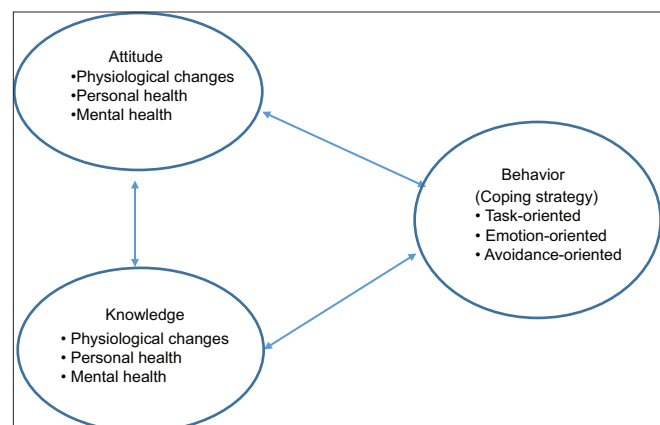 Attitude
•Physiological changes
•Personal health
•Mental health
Behavior
(Coping strategy)
• Task-oriented
• Emotion-oriented
• Avoidance-oriented
Knowledge
• Physiological changes
• Personal health
• Mental health